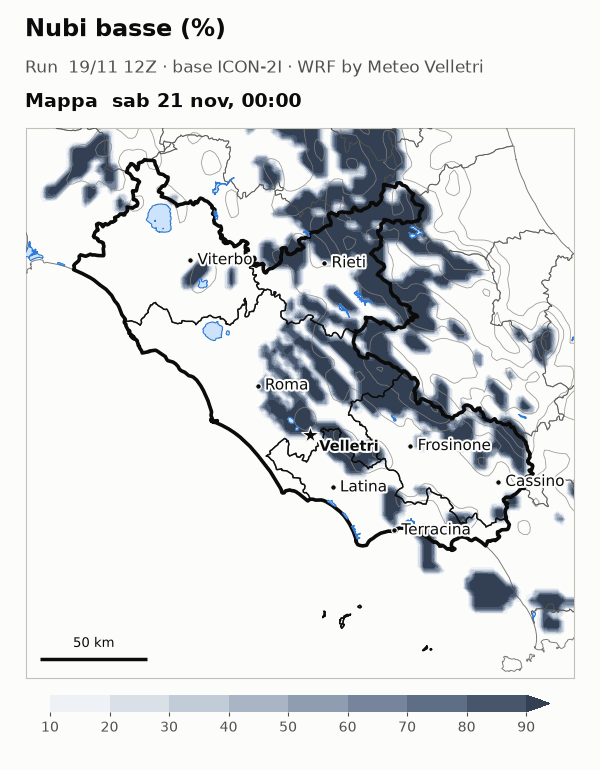 Nubi basse (%)
Run  19/11 12Z · base ICON-2I · WRF by Meteo Velletri
Mappa  sab 21 nov, 00:00
Viterbo
Rieti
Roma
Velletri
Frosinone
Cassino
Latina
Terracina
50 km
10 20 30 40 50 60 70 80 90